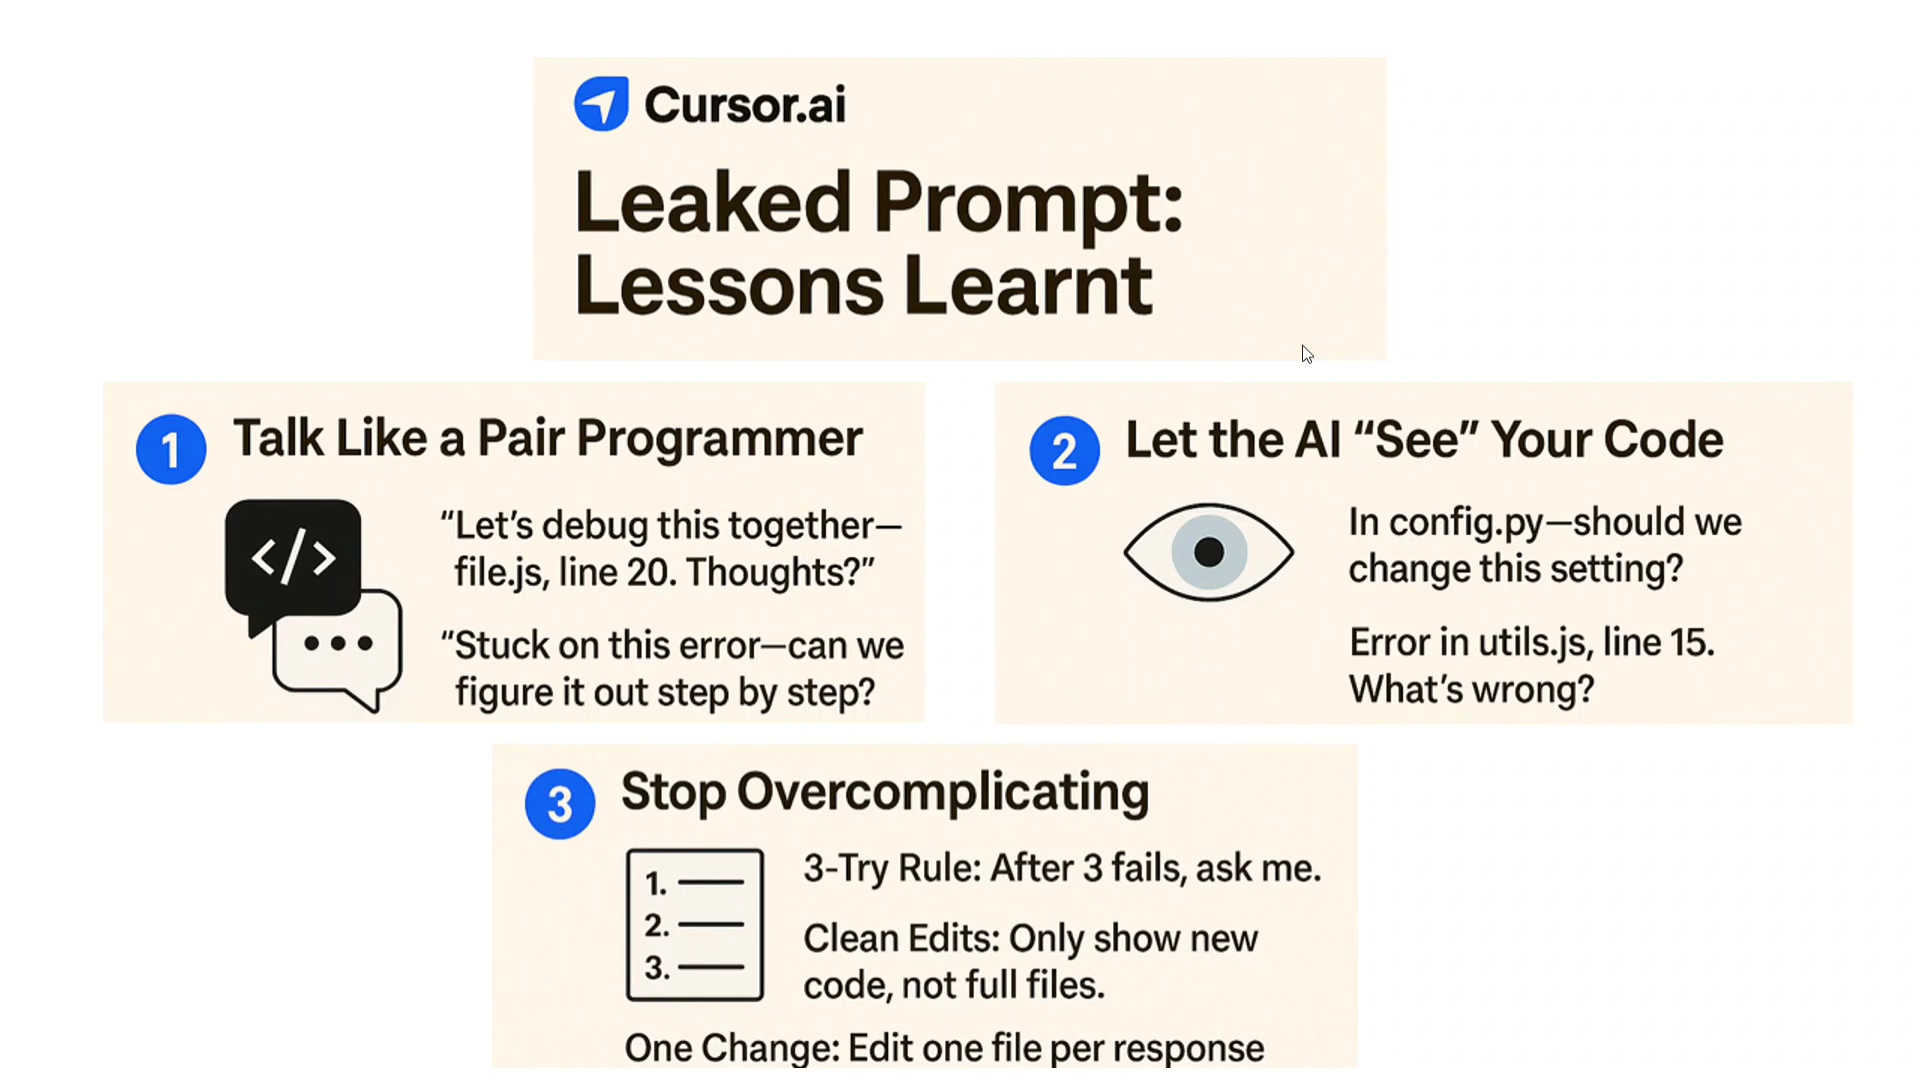 Cursor.ai
Leaked Prompt:
Lessons Learnt
1 Talk Like a Pair Programmer
</>
“Let’s debug this together—
file.js, line 20. Thoughts?”
“Stuck on this error—can we
figure it out step by step?
2 Let the AI “See” Your Code
In config.py—should we
change this setting?
Error in utils.js, line 15.
What’s wrong?
3 Stop Overcomplicating
1.
2.
3.
3-Try Rule: After 3 fails, ask me.
Clean Edits: Only show new
code, not full files.
One Change: Edit one file per response